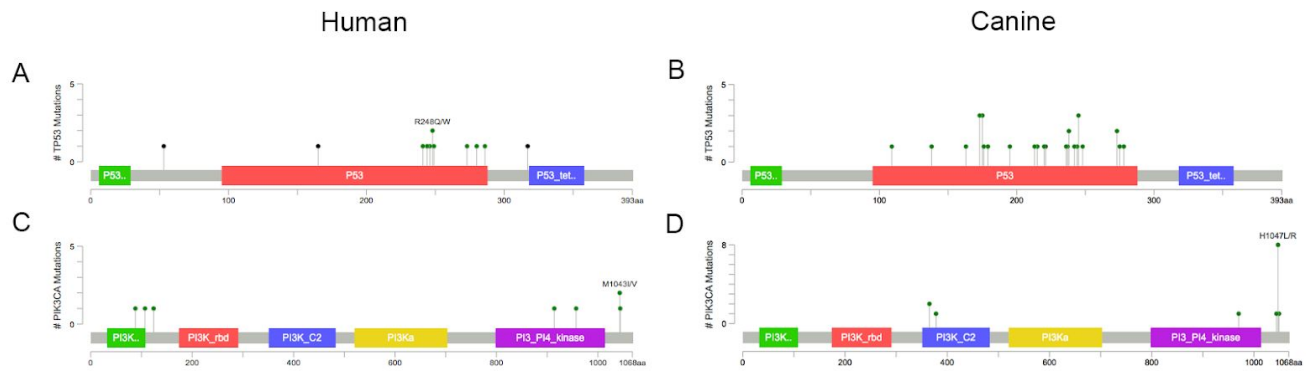 Human
Canine
A
# TP53 Mutations
5
0
R248Q/W
P53..
P53
P53_tet..
0
100
200
300
393aa
B
# TP53 Mutations
5
0
P53..
P53
P53_tet..
0
100
200
300
393aa
C
# PIK3CA Mutations
5
0
M1043I/V
PI3K..
PI3K_rbd
PI3K_C2
PI3Ka
PI3_PI4_kinase
0
200
400
600
800
1000
1068aa
D
# PIK3CA Mutations
8
0
H1047L/R
PI3K..
PI3K_rbd
PI3K_C2
PI3Ka
PI3_PI4_kinase
0
200
400
600
800
1000
1068aa